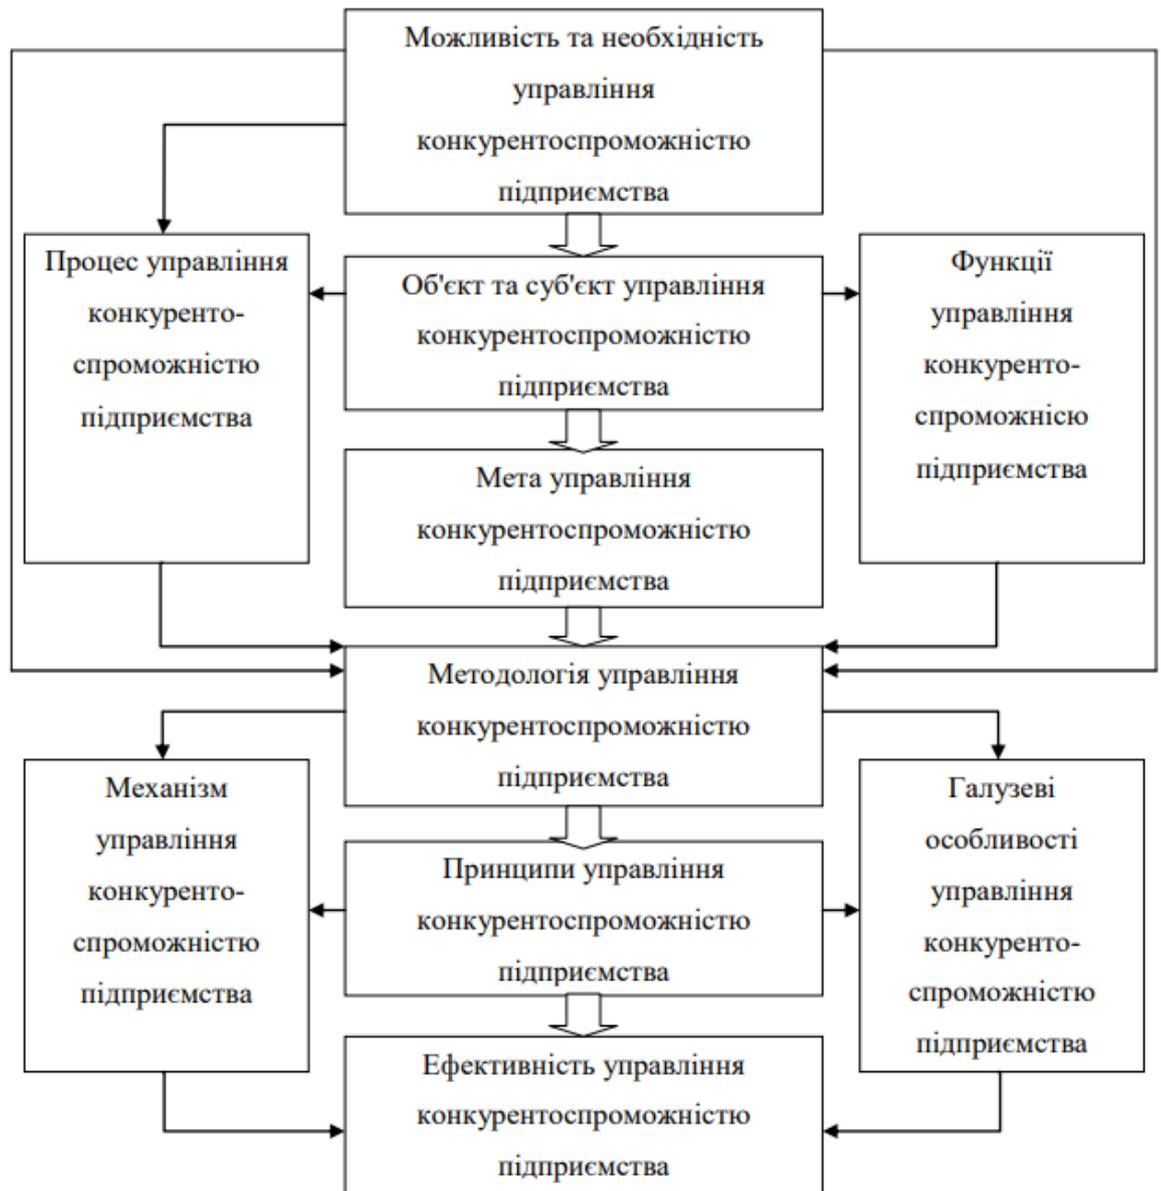 Можливість та необхідність
управління
конкурентоспроможністю
підприємства
Процес управління
конкуренто-
спроможністю
підприємства
Об'єкт та суб'єкт управління
конкурентоспроможністю
підприємства
Функції
управління
конкуренто-
спроможнісю
підприємства
Мета управління
конкурентоспроможністю
підприємства
Методологія управління
конкурентоспроможністю
підприємства
Механізм
управління
конкуренто-
спроможністю
підприємства
Принципи управління
конкурентоспроможністю
підприємства
Галузеві
особливості
управління
конкуренто-
спроможністю
підприємства
Ефективність управління
конкурентоспроможністю
підприємства